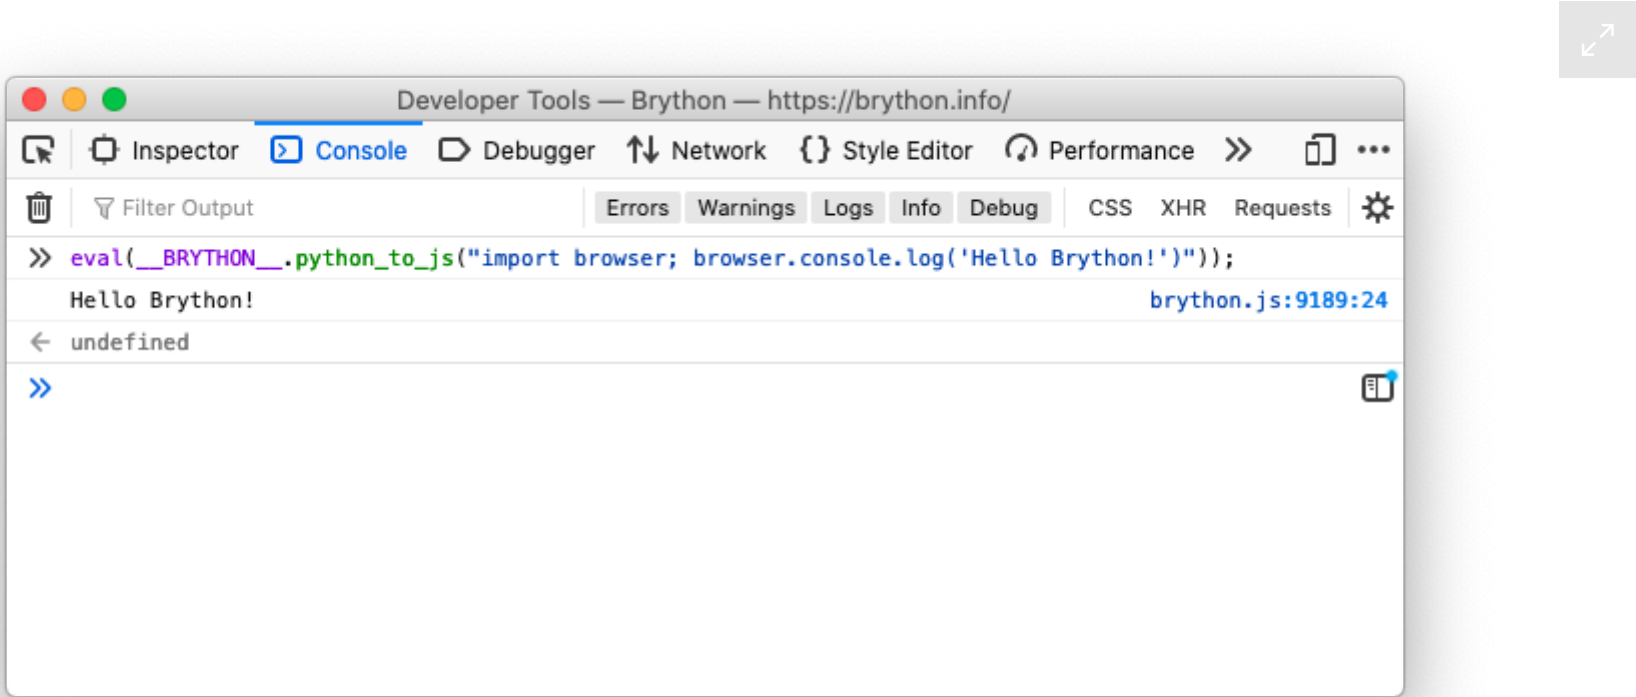 Developer Tools — Brython — https://brython.info/
Inspector Console Debugger Network Style Editor Performance
Filter Output Errors Warnings Logs Info Debug CSS XHR Requests
eval(__BRYTHON__.python_to_js("import browser; browser.console.log('Hello Brython!')"));
Hello Brython! brython.js:9189:24
undefined